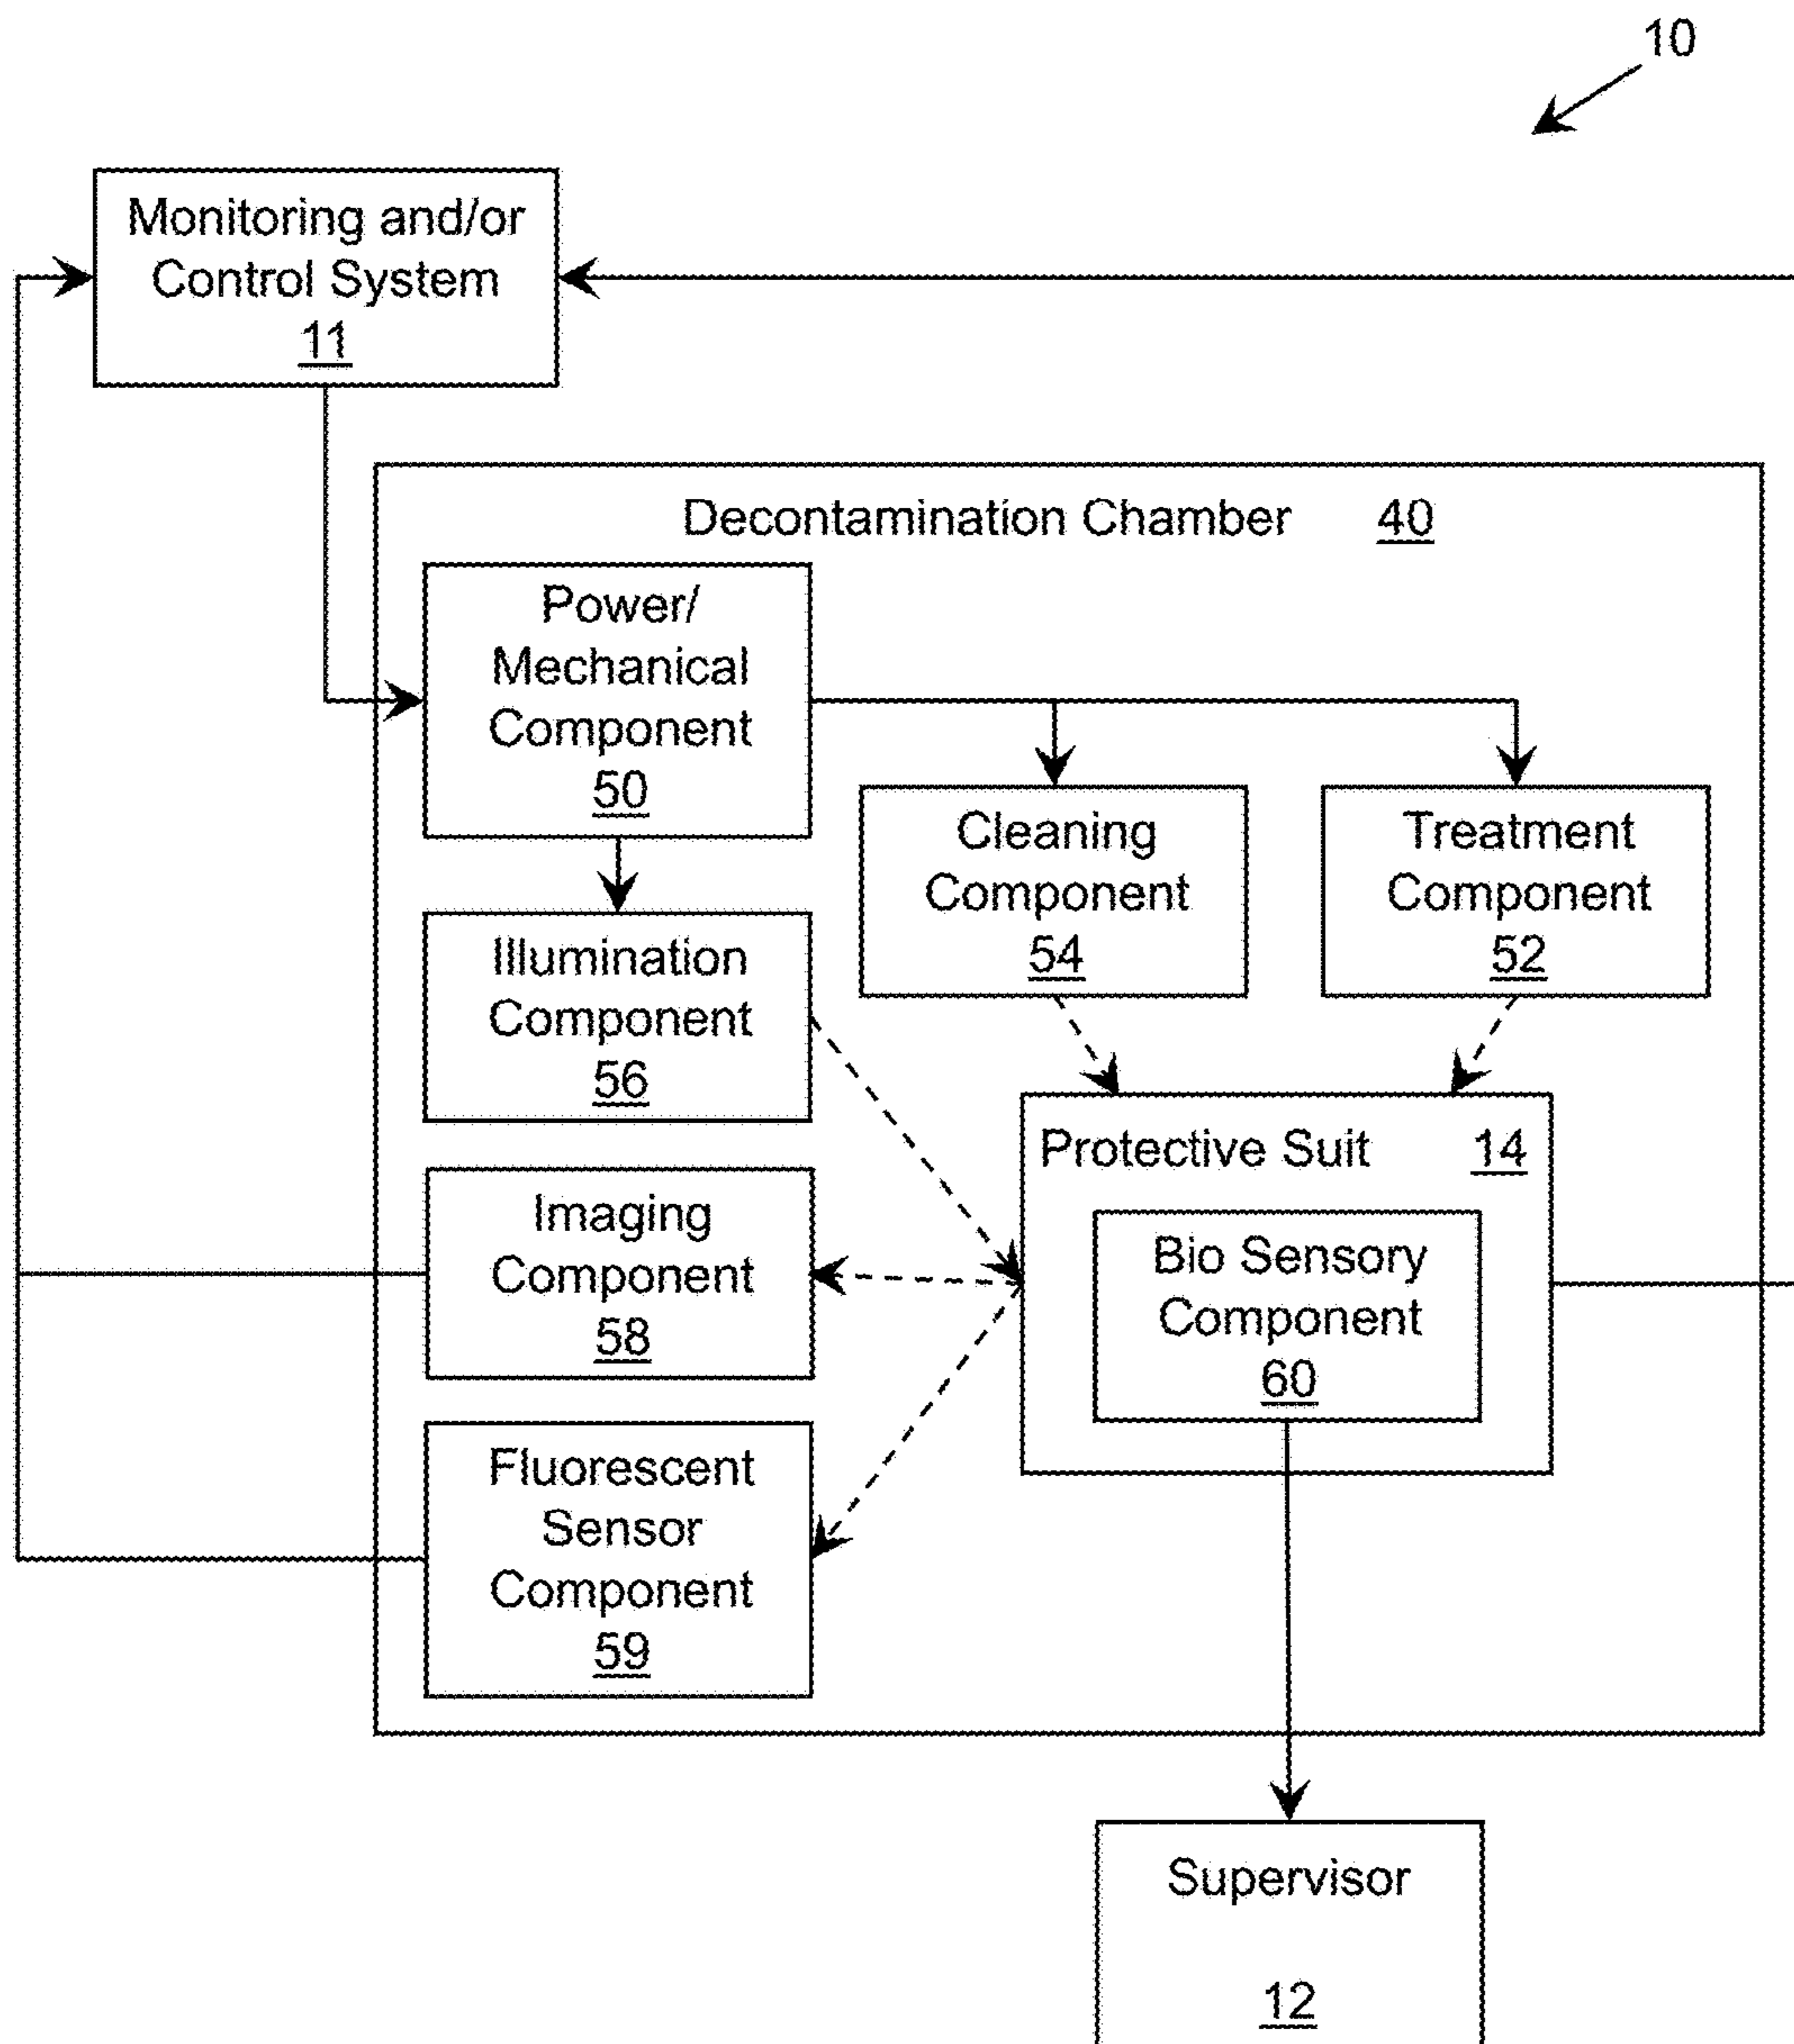 10
Monitoring and/or
Control System
11
Decontamination Chamber 40
Power/
Mechanical
Component
50
Cleaning
Component
54
Treatment
Component
52
Illumination
Component
56
Protective Suit 14
Imaging
Component
58
Bio Sensory
Component
60
Fluorescent
Sensor
Component
59
Supervisor
12